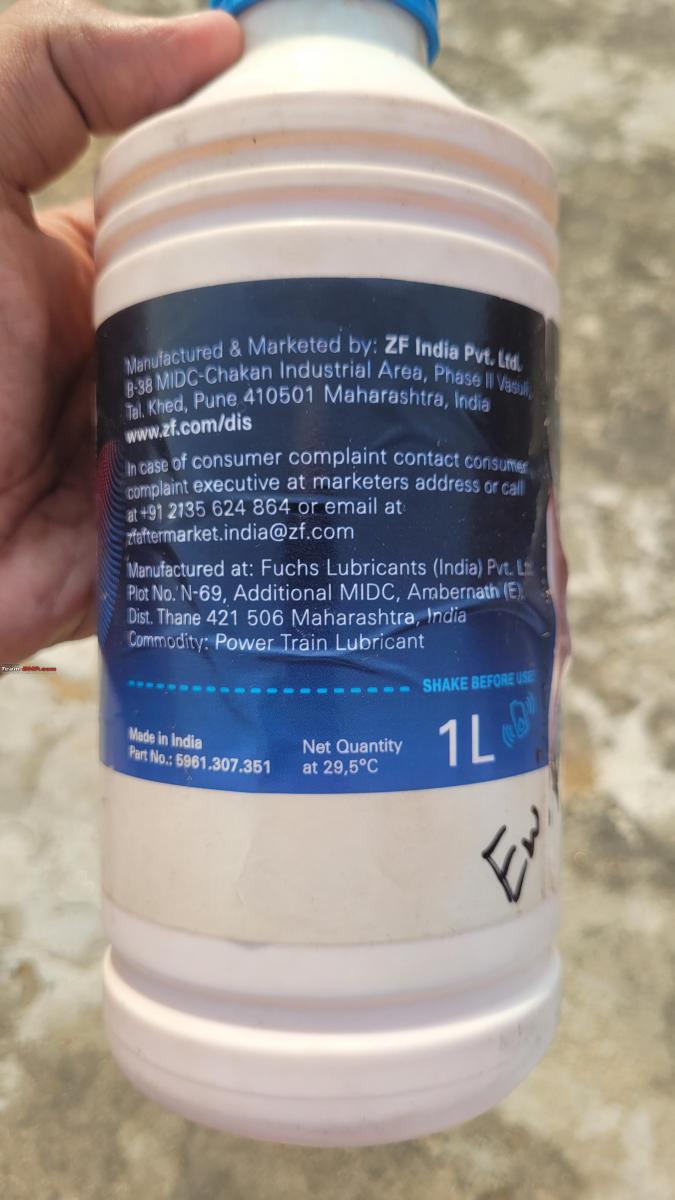 Manufactured & Marketed by: ZF India Pvt. Ltd.
B-38 MIDC-Chakan Industrial Area, Phase II Vasuli,
Tal. Khed, Pune 410501 Maharashtra, India
www.zf.com/dis
In case of consumer complaint contact consumer
complaint executive at marketers address or call
at +91 2135 624 864 or email at
zfaftermarket.india@zf.com
Manufactured at: Fuchs Lubricants (India) Pvt.
Plot No. N-69, Additional MIDC, Ambernath (E),
Dist. Thane 421 506 Maharashtra, India
Commodity: Power Train Lubricant
SHAKE BEFORE USE
Made in India
Part No.: 5961.307.351
Net Quantity
at 29,5°C
1L
Team-BHP.com